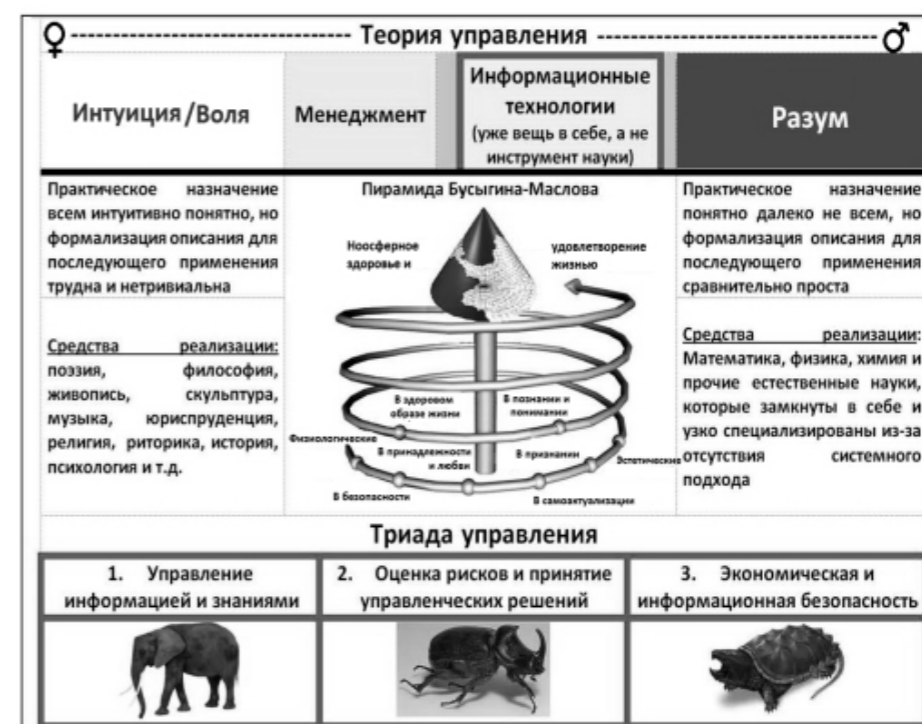 ♀ Теория управления ♂
Интуиция/Воля
Менеджмент
Информационные
технологии
(уже вещь в себе, а не
инструмент науки)
Разум
Практическое назначение
всем интуитивно понятно, но
формализация описания для
последующего применения
трудна и нетривиальна
Средства реализации:
поэзия, философия,
живопись, скульптура,
музыка, юриспруденция,
религия, риторика, история,
психология и т.д.
Пирамида Бусыгина-Маслова
Ноосферное
здоровье и
удовлетворение
жизнью
В здоровом
образе жизни
В познании и
понимании
Физиологические
В принадлежности
и любви
В признании
Эстетические
В безопасности
В самоактуализации
Практическое назначение
понятно далеко не всем, но
формализация описания для
последующего применения
сравнительно проста
Средства реализации:
Математика, физика, химия и
прочие естественные науки,
которые замкнуты в себе и
узко специализированы из-за
отсутствия системного
подхода
Триада управления
1. Управление
информацией и знаниями
2. Оценка рисков и принятие
управленческих решений
3. Экономическая и
информационная безопасность